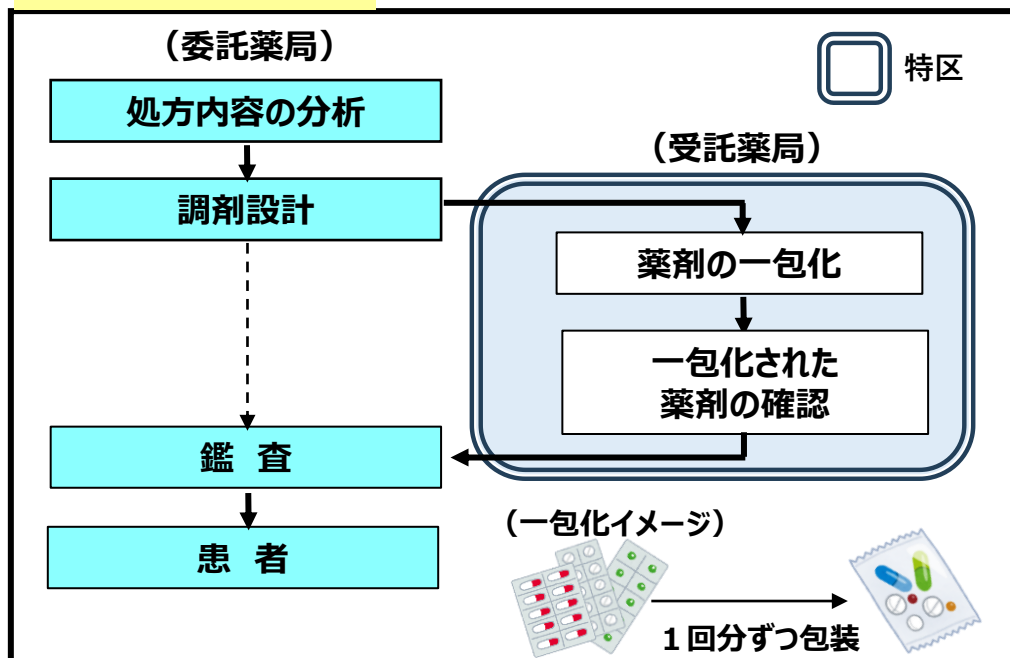 （委託薬局）
特区
処方内容の分析
（受託薬局）
調剤設計
薬剤の一包化
一包化された
薬剤の確認
鑑 査
（一包化イメージ）
患 者
１回分ずつ包装